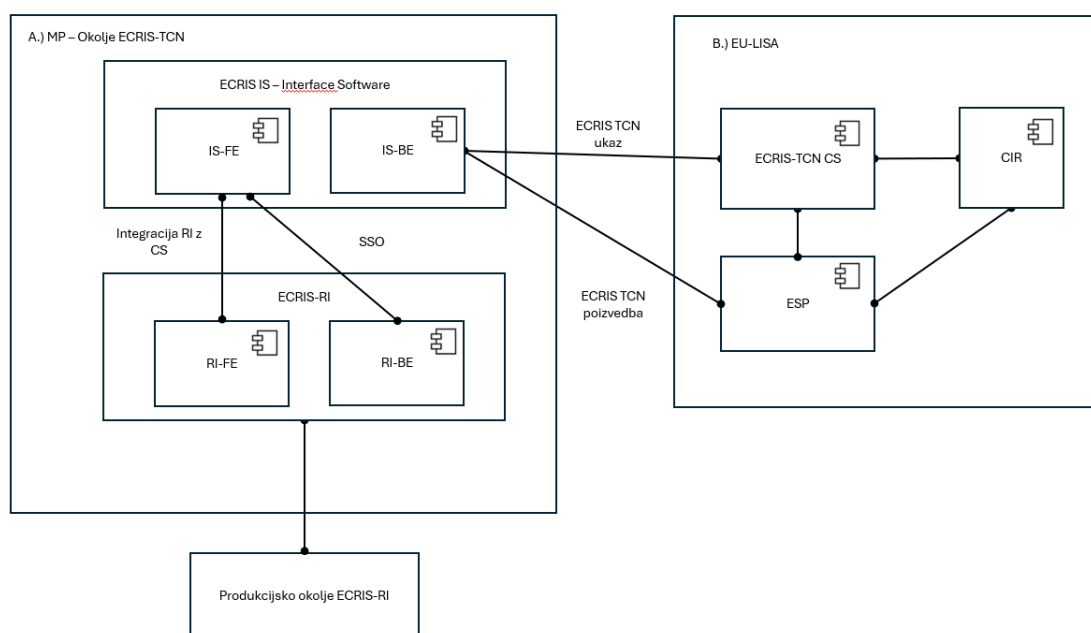 A.) MP – Okolje ECRIS-TCN
ECRIS IS – Interface Software
IS-FE
IS-BE
Integracija RI z
CS
SSO
ECRIS-RI
RI-FE
RI-BE
Produkcijsko okolje ECRIS-RI
ECRIS TCN
ukaz
ECRIS TCN
poizvedba
B.) EU-LISA
ECRIS-TCN CS
CIR
ESP